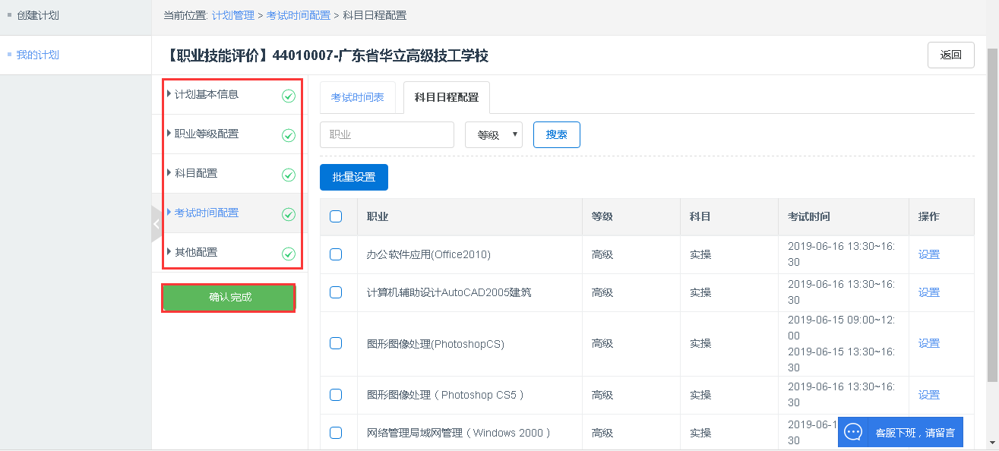 创建计划
当前位置: 计划管理 > 考试时间配置 > 科目日程配置
我的计划
【职业技能评价】44010007-广东省华立高级技工学校
返回
计划基本信息
职业等级配置
科目配置
考试时间配置
其他配置
确认完成
考试时间表
科目日程配置
职业
等级
搜索
批量设置
职业 等级 科目 考试时间 操作
办公软件应用(Office2010) 高级 实操 2019-06-16 13:30~16:
30 设置
计算机辅助设计AutoCAD2005建筑 高级 实操 2019-06-16 13:30~16:
30 设置
图形图像处理(PhotoshopCS) 高级 实操 2019-06-15 09:00~12:
00
2019-06-15 13:30~16:
30 设置
图形图像处理（Photoshop CS5） 高级 实操 2019-06-16 13:30~16:
30 设置
网络管理局域网管理（Windows 2000） 高级 实操 2019-06-1
30
客服下班，请留言